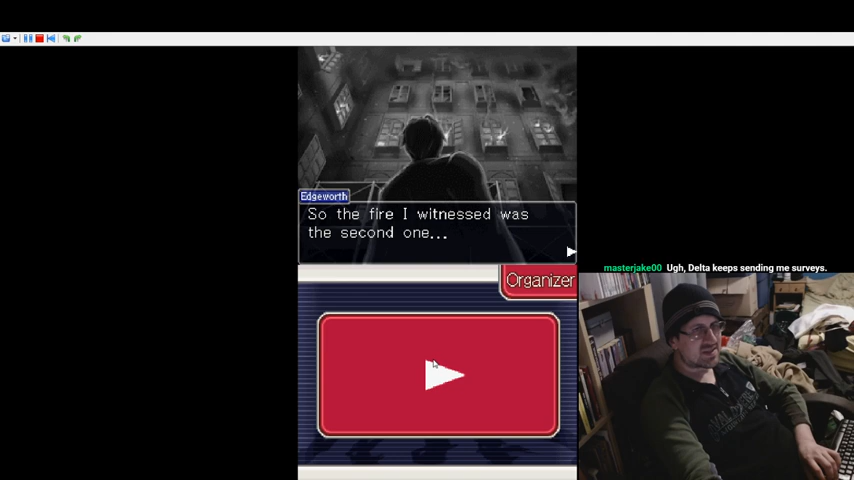 Edgeworth
So the fire I witnessed was
the second one...
Organizer
masterjake00 Ugh, Delta keeps sending me surveys.